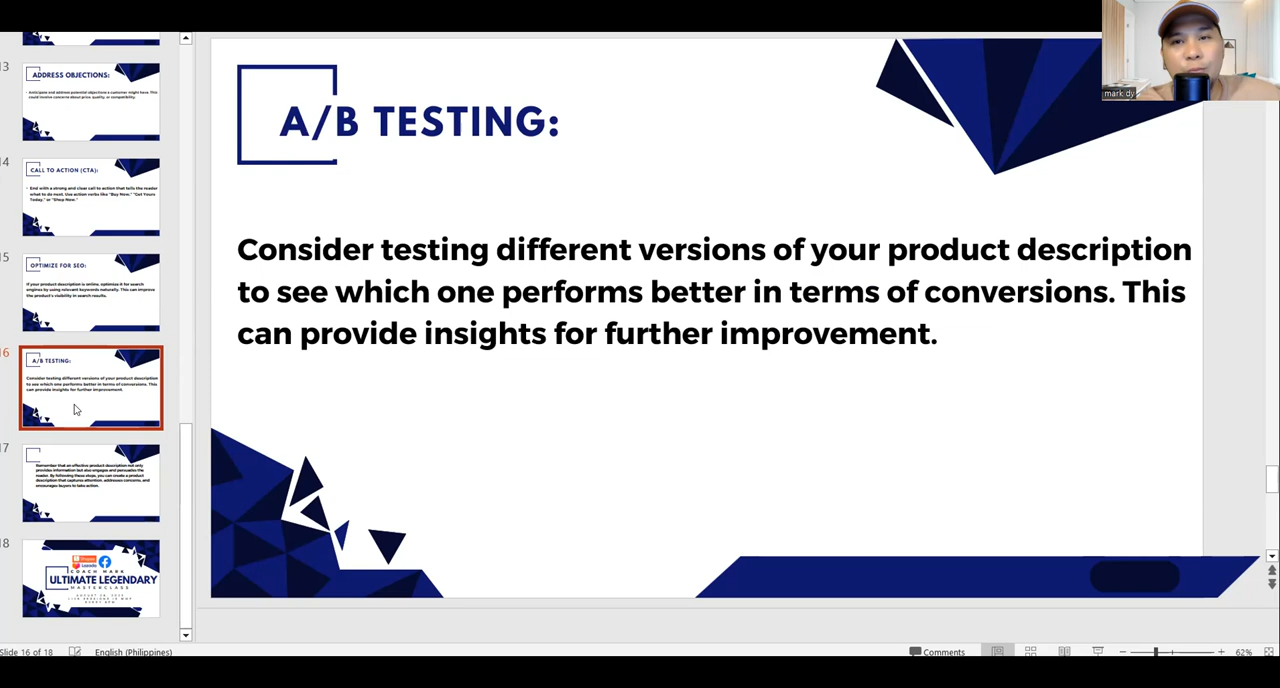 13
ADDRESS OBJECTIONS:
Anticipate and address potential objections a customer might have. This
could involve concerns about price, quality, or compatibility.
14
CALL TO ACTION (CTA):
• End with a strong and clear call to action that tells the reader
what to do next. Use action verbs like "Buy Now," "Get Yours
Today," or "Shop Now."
15
OPTIMIZE FOR SEO:
If your product description is online, optimize it for search
engines by using relevant keywords naturally. This can improve
the product's visibility in search results.
16
A/B TESTING:
Consider testing different versions of your product description
to see which one performs better in terms of conversions. This
can provide insights for further improvement.
17
Remember that an effective product description not only
provides information but also engages and persuades the
reader. By following these steps, you can create a product
description that captures attention, addresses concerns, and
encourages buyers to take action.
18
Lazada
COACH MARK
ULTIMATE LEGENDARY
MASTERCLASS
A/B TESTING:
Consider testing different versions of your product description
to see which one performs better in terms of conversions. This
can provide insights for further improvement.
mark dy
Slide 16 of 18
English (Philippines)
Comments
62%